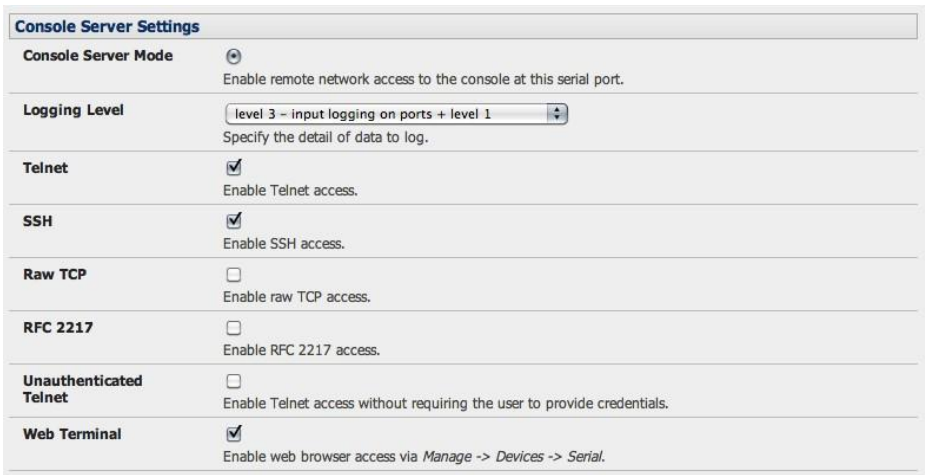 Console Server Settings
Console Server Mode
Enable remote network access to the console at this serial port.
Logging Level
level 3 – input logging on ports + level 1
Specify the detail of data to log.
Telnet
Enable Telnet access.
SSH
Enable SSH access.
Raw TCP
Enable raw TCP access.
RFC 2217
Enable RFC 2217 access.
Unauthenticated
Telnet
Enable Telnet access without requiring the user to provide credentials.
Web Terminal
Enable web browser access via Manage -> Devices -> Serial.